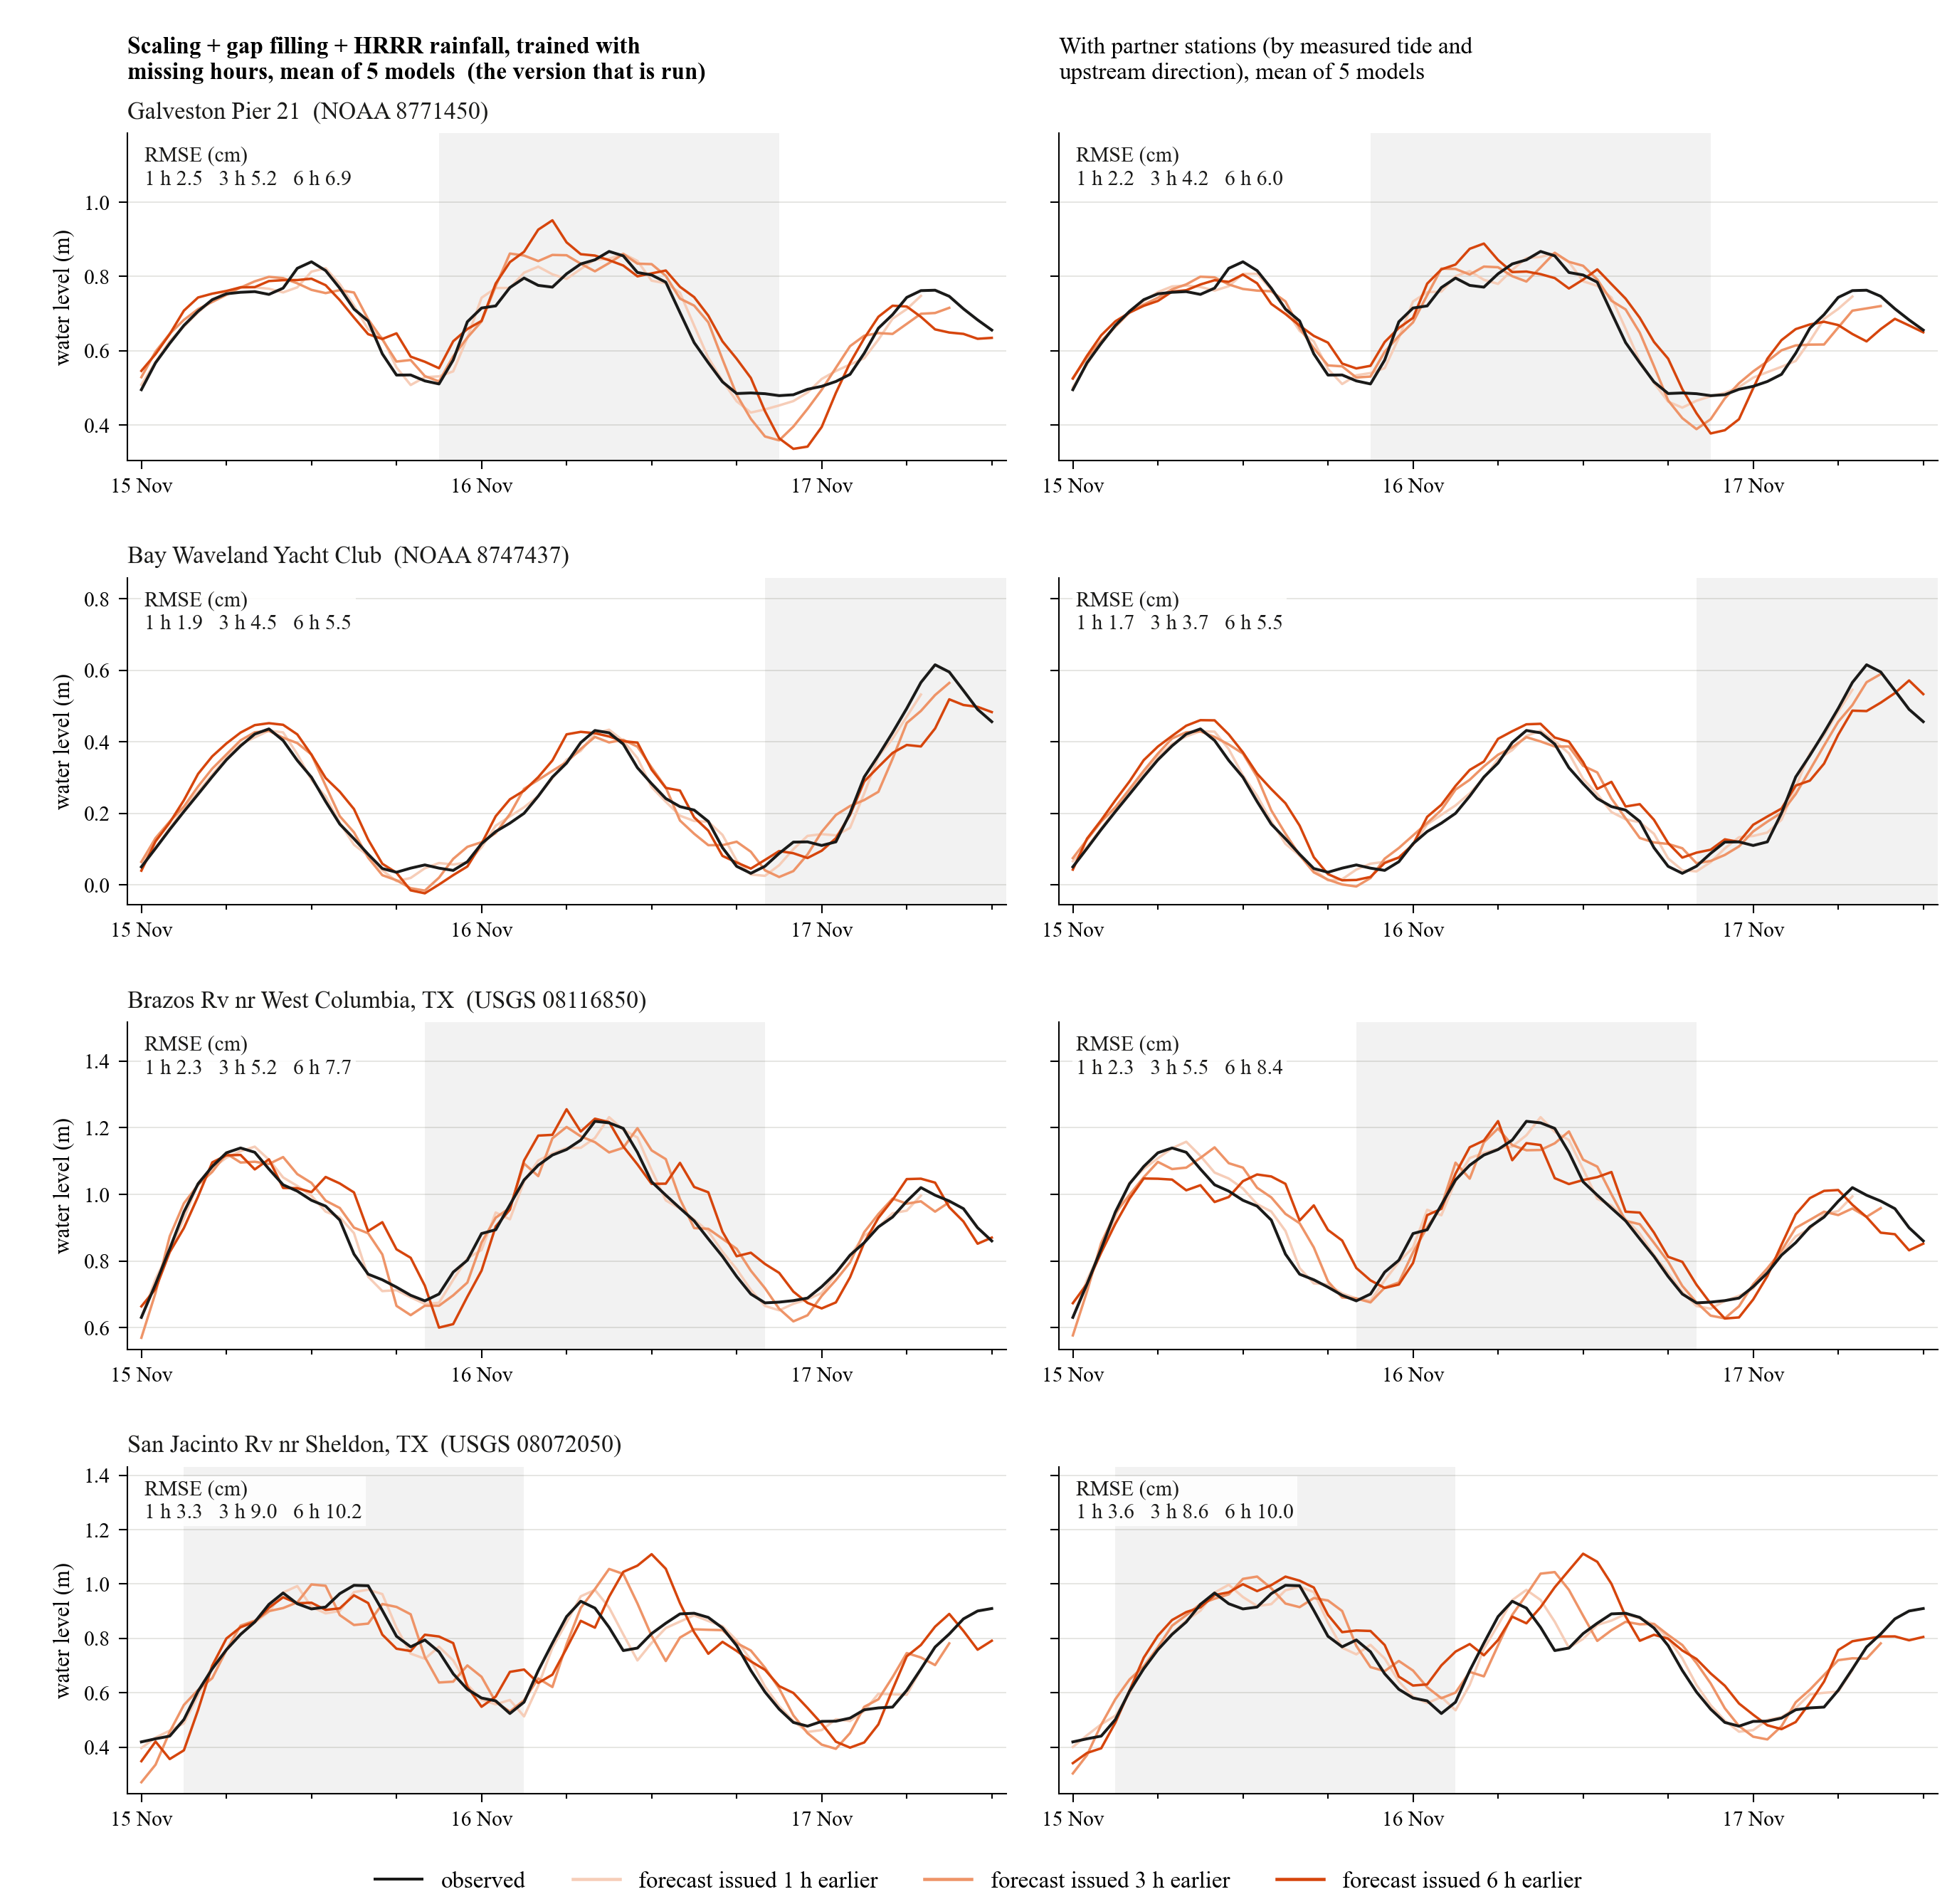 Scaling + gap filling + HRRR rainfall, trained with
missing hours, mean of 5 models (the version that is run)
With partner stations (by measured tide and
upstream direction), mean of 5 models
Galveston Pier 21 (NOAA 8771450)
water level (m)
1.0
0.8
0.6
0.4
RMSE (cm)
1 h 2.5 3 h 5.2 6 h 6.9
15 Nov
16 Nov
17 Nov
RMSE (cm)
1 h 2.2 3 h 4.2 6 h 6.0
15 Nov
16 Nov
17 Nov
Bay Waveland Yacht Club (NOAA 8747437)
water level (m)
0.8
0.6
0.4
0.2
0.0
RMSE (cm)
1 h 1.9 3 h 4.5 6 h 5.5
15 Nov
16 Nov
17 Nov
RMSE (cm)
1 h 1.7 3 h 3.7 6 h 5.5
15 Nov
16 Nov
17 Nov
Brazos Rv nr West Columbia, TX (USGS 08116850)
water level (m)
1.4
1.2
1.0
0.8
0.6
RMSE (cm)
1 h 2.3 3 h 5.2 6 h 7.7
15 Nov
16 Nov
17 Nov
RMSE (cm)
1 h 2.3 3 h 5.5 6 h 8.4
15 Nov
16 Nov
17 Nov
San Jacinto Rv nr Sheldon, TX (USGS 08072050)
water level (m)
1.4
1.2
1.0
0.8
0.6
0.4
RMSE (cm)
1 h 3.3 3 h 9.0 6 h 10.2
15 Nov
16 Nov
17 Nov
RMSE (cm)
1 h 3.6 3 h 8.6 6 h 10.0
15 Nov
16 Nov
17 Nov
observed
forecast issued 1 h earlier
forecast issued 3 h earlier
forecast issued 6 h earlier